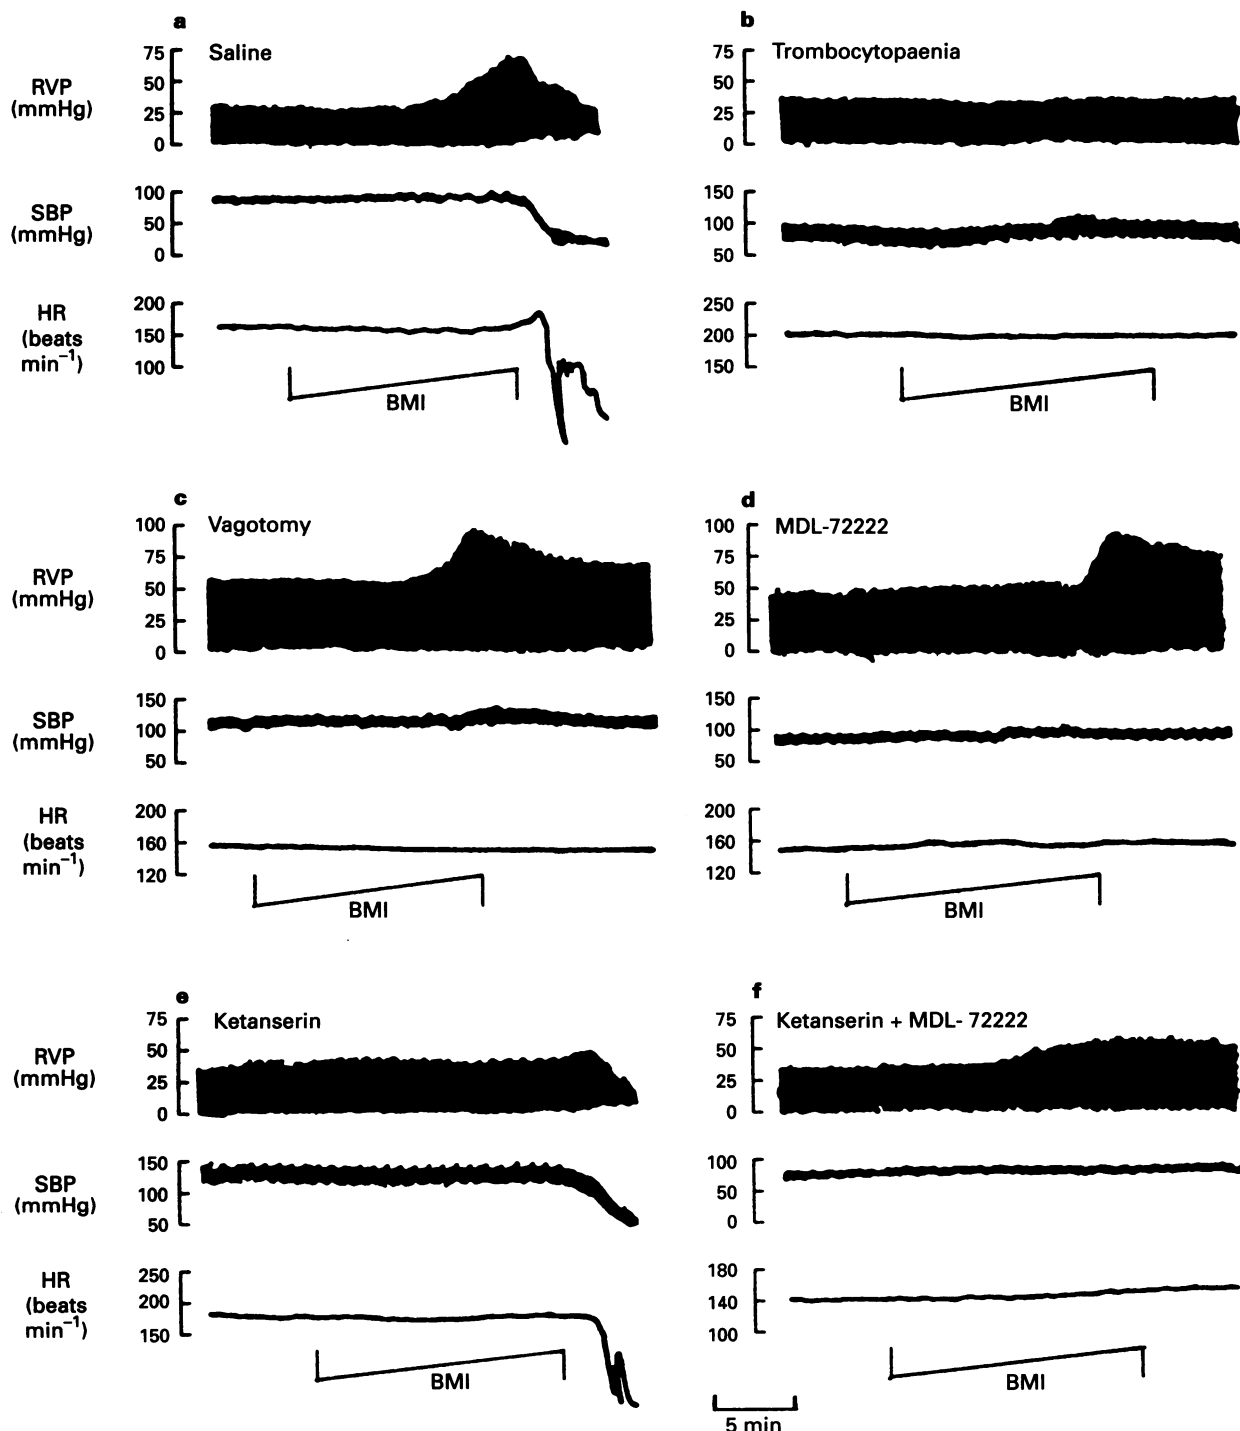 a
Saline
RVP
(mmHg)
75
50
25
0
SBP
(mmHg)
100
50
0
HR
(beats
min⁻¹)
200
150
100
BMI
b
Trombocytopaenia
75
50
25
0
150
100
50
250
200
150
BMI
c
Vagotomy
RVP
(mmHg)
100
75
50
25
0
SBP
(mmHg)
150
100
50
HR
(beats
min⁻¹)
200
160
120
BMI
d
MDL-72222
100
75
50
25
0
150
100
50
200
160
120
BMI
e
Ketanserin
RVP
(mmHg)
75
50
25
0
SBP
(mmHg)
150
100
50
HR
(beats
min⁻¹)
250
200
150
BMI
f
Ketanserin + MDL- 72222
75
50
25
0
100
50
0
180
140
100
BMI
5 min